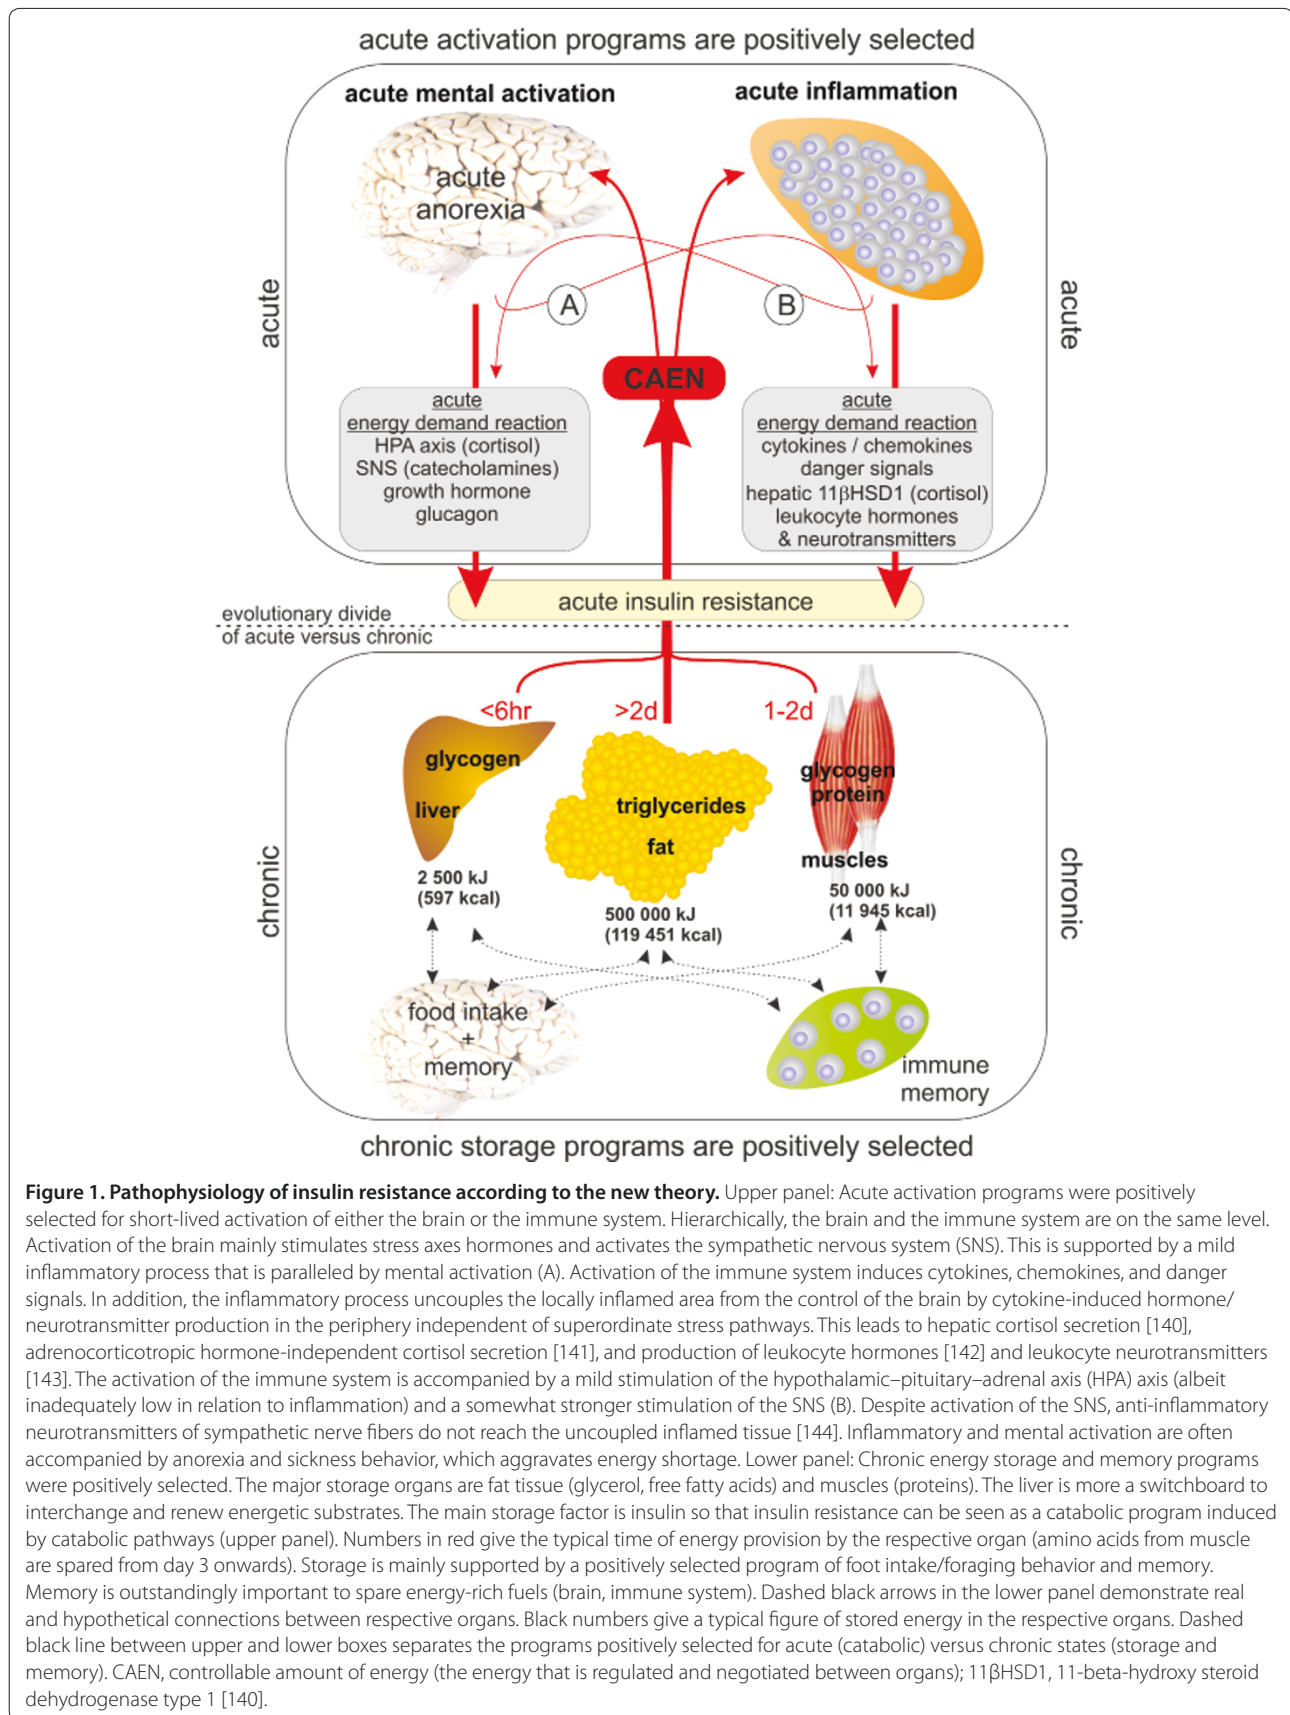 acute activation programs are positively selected
acute mental activation
acute inflammation
acute
anorexia
acute
acute
A
B
CAEN
acute
energy demand reaction
HPA axis (cortisol)
SNS (catecholamines)
growth hormone
glucagon
acute
energy demand reaction
cytokines / chemokines
danger signals
hepatic 11βHSD1 (cortisol)
leukocyte hormones
& neurotransmitters
acute insulin resistance
evolutionary divide
of acute versus chronic
<6hr
>2d
1-2d
glycogen
liver
triglycerides
fat
glycogen
protein
muscles
2 500 kJ
(597 kcal)
500 000 kJ
(119 451 kcal)
50 000 kJ
(11 945 kcal)
chronic
chronic
food intake
+
memory
immune
memory
chronic storage programs are positively selected
Figure 1. Pathophysiology of insulin resistance according to the new theory. Upper panel: Acute activation programs were positively
selected for short-lived activation of either the brain or the immune system. Hierarchically, the brain and the immune system are on the same level.
Activation of the brain mainly stimulates stress axes hormones and activates the sympathetic nervous system (SNS). This is supported by a mild
inflammatory process that is paralleled by mental activation (A). Activation of the immune system induces cytokines, chemokines, and danger
signals. In addition, the inflammatory process uncouples the locally inflamed area from the control of the brain by cytokine-induced hormone/
neurotransmitter production in the periphery independent of superordinate stress pathways. This leads to hepatic cortisol secretion [140],
adrenocorticotropic hormone-independent cortisol secretion [141], and production of leukocyte hormones [142] and leukocyte neurotransmitters
[143]. The activation of the immune system is accompanied by a mild stimulation of the hypothalamic–pituitary–adrenal axis (HPA) axis (albeit
inadequately low in relation to inflammation) and a somewhat stronger stimulation of the SNS (B). Despite activation of the SNS, anti-inflammatory
neurotransmitters of sympathetic nerve fibers do not reach the uncoupled inflamed tissue [144]. Inflammatory and mental activation are often
accompanied by anorexia and sickness behavior, which aggravates energy shortage. Lower panel: Chronic energy storage and memory programs
were positively selected. The major storage organs are fat tissue (glycerol, free fatty acids) and muscles (proteins). The liver is more a switchboard to
interchange and renew energetic substrates. The main storage factor is insulin so that insulin resistance can be seen as a catabolic program induced
by catabolic pathways (upper panel). Numbers in red give the typical time of energy provision by the respective organ (amino acids from muscle
are spared from day 3 onwards). Storage is mainly supported by a positively selected program of foot intake/foraging behavior and memory.
Memory is outstandingly important to spare energy-rich fuels (brain, immune system). Dashed black arrows in the lower panel demonstrate real
and hypothetical connections between respective organs. Black numbers give a typical figure of stored energy in the respective organs. Dashed
black line between upper and lower boxes separates the programs positively selected for acute (catabolic) versus chronic states (storage and
memory). CAEN, controllable amount of energy (the energy that is regulated and negotiated between organs); 11βHSD1, 11-beta-hydroxy steroid
dehydrogenase type 1 [140].